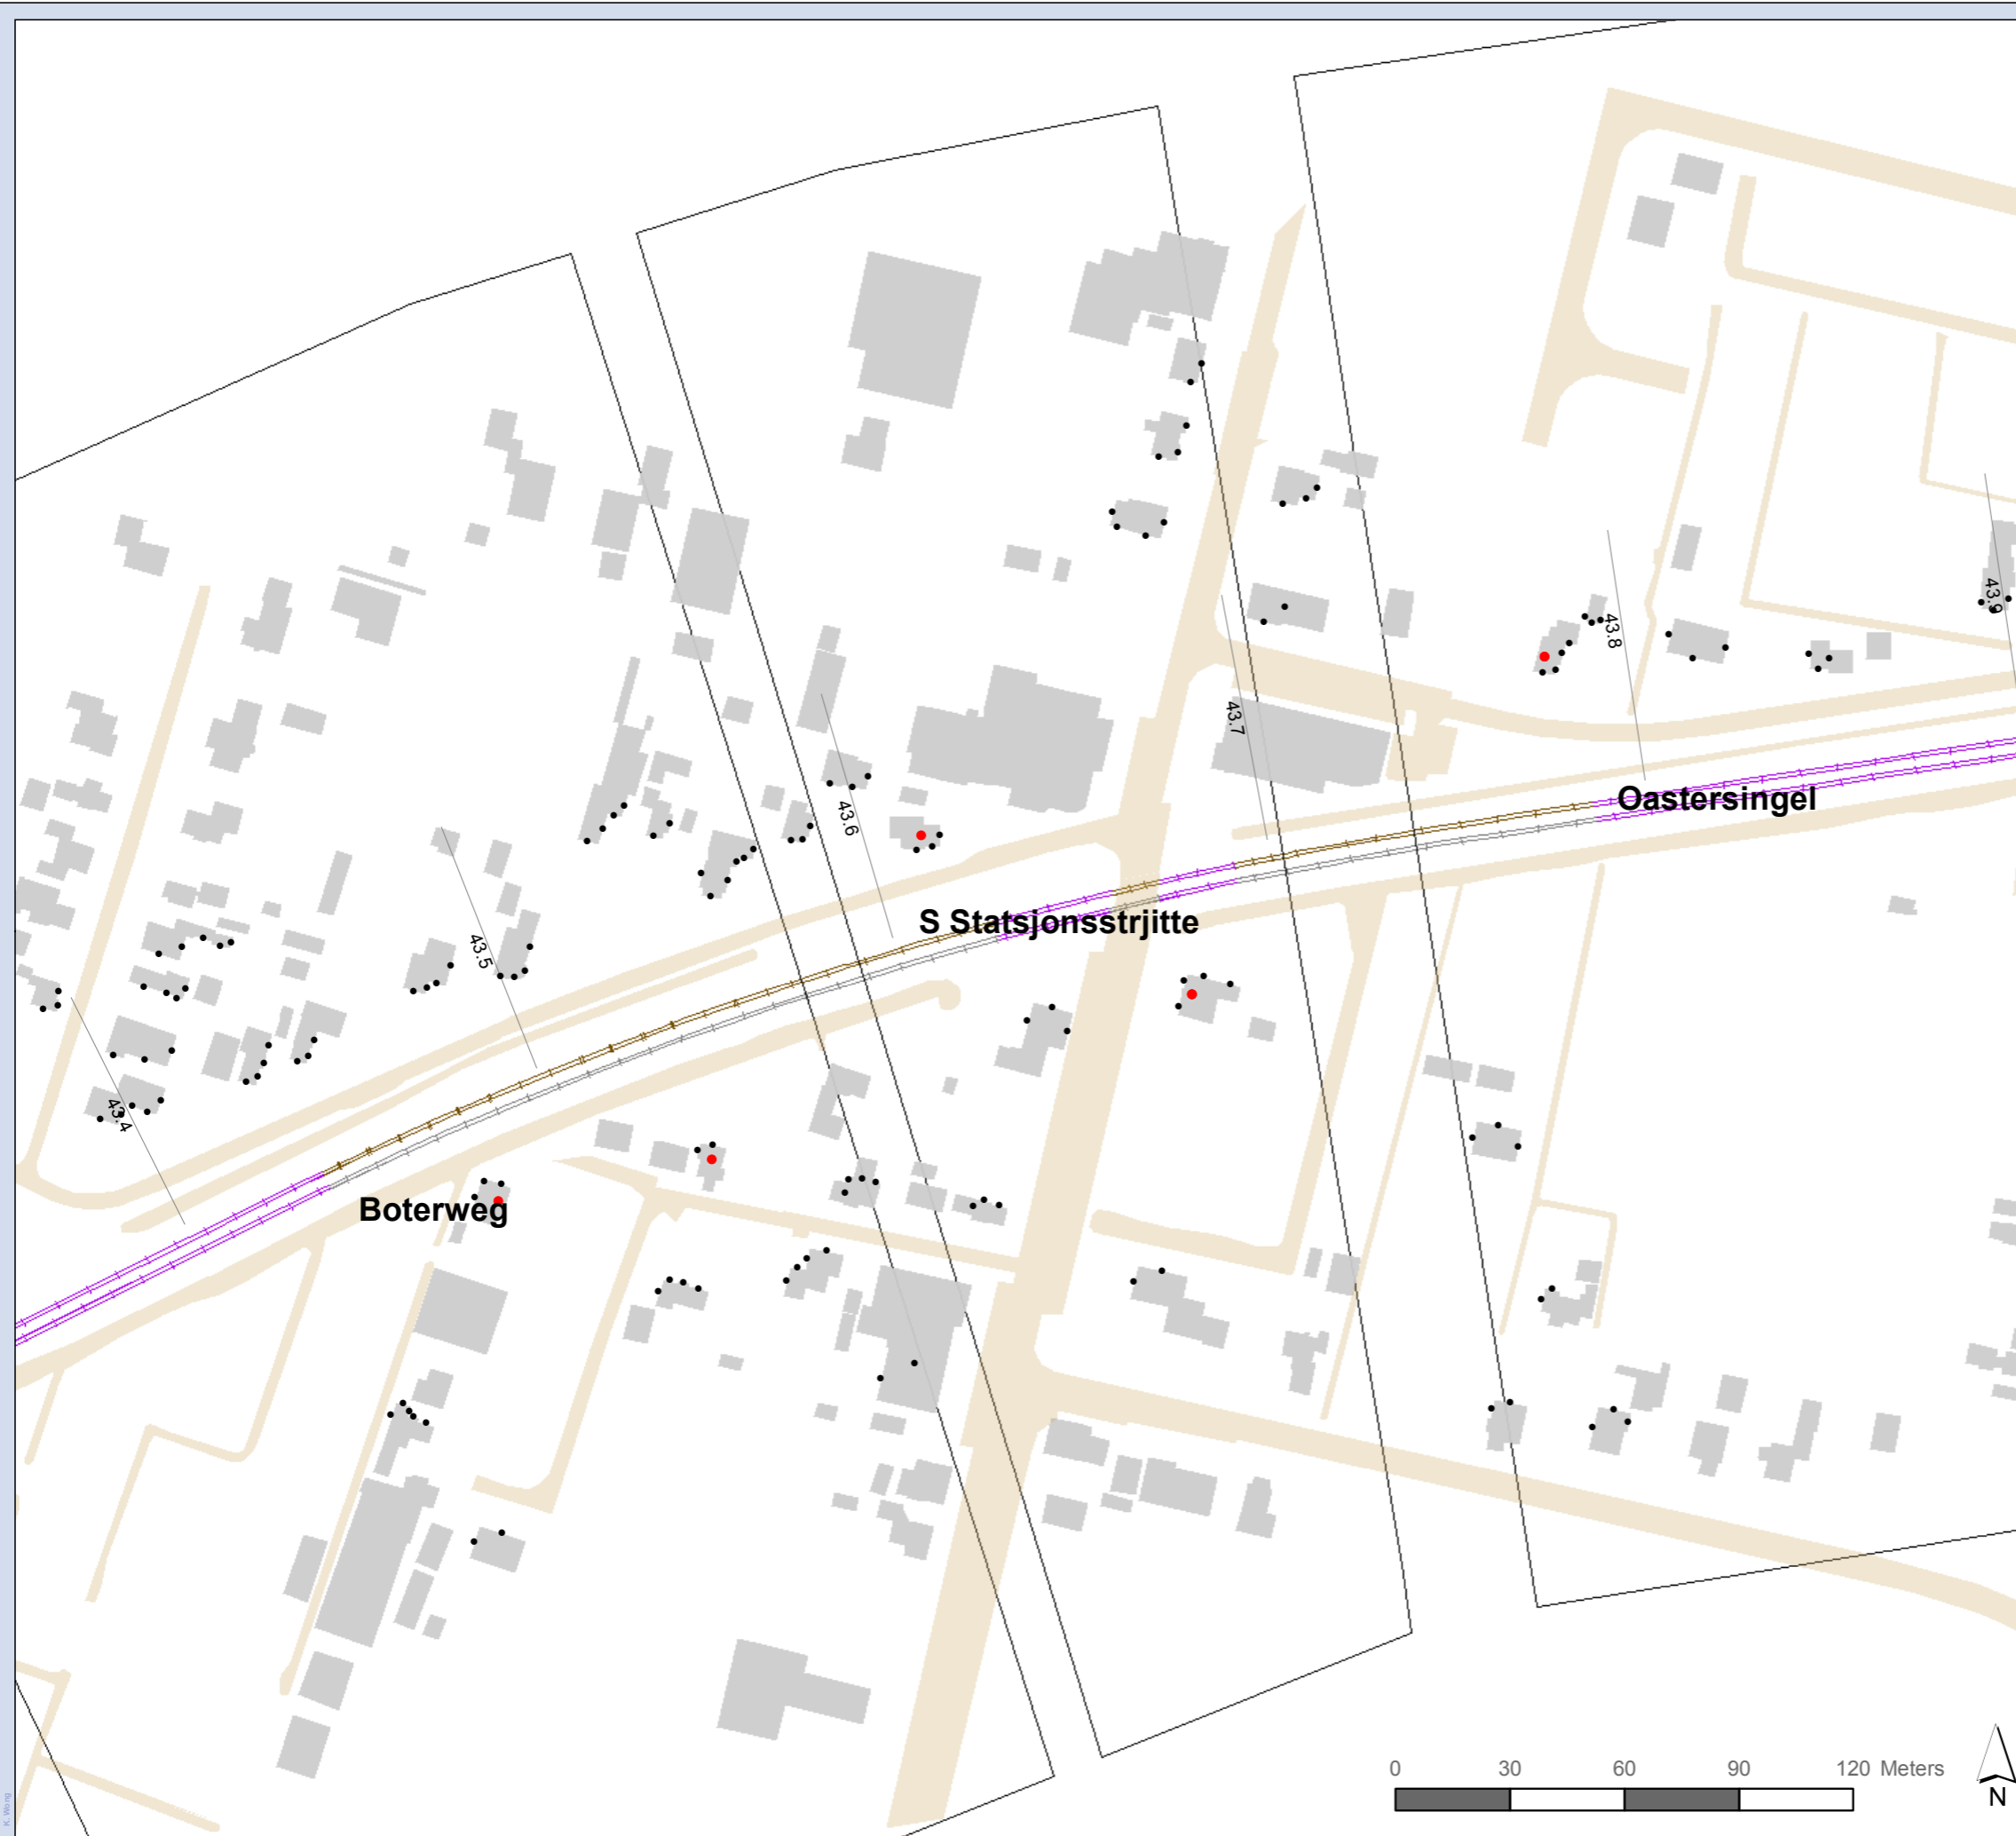 43.9
43.8
43.7
Oastersingel
43.6
S Statsjonsstrjitte
43.5
43.4
Boterweg
0 30 60 90 120 Meters
N
K. Wong